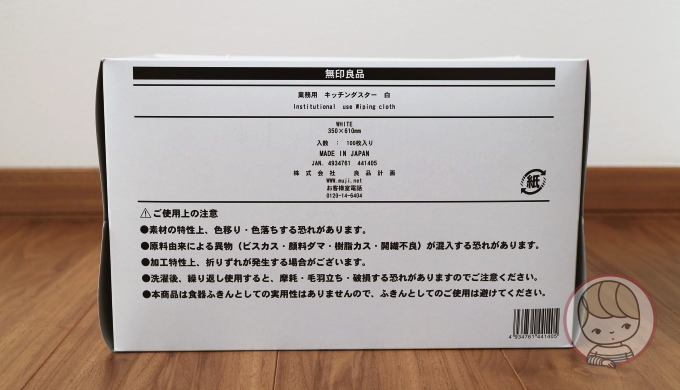 無印良品
業務用 キッチンダスター 白
Institutional use Wiping cloth
WHITE
350×610mm
入数 : 100枚入り
MADE IN JAPAN
JAN. 4934761 441405
株式会社 良品計画
www.muji.net
お客様室電話
0120-14-6404
紙
⚠ご使用上の注意
●素材の特性上、色移り・色落ちする恐れがあります。
●原料由来による異物(ビスカス・顔料ダマ・樹脂カス・開繊不良)が混入する恐れがあります。
●加工特性上、折りずれが発生する場合がございます。
●洗濯後、繰り返し使用すると、摩耗・毛羽立ち・破損する恐れがありますのでご注意ください。
●本商品は食器ふきんとしての実用性はありませんので、ふきんとしてのご使用は避けてください。
4 934761 441405